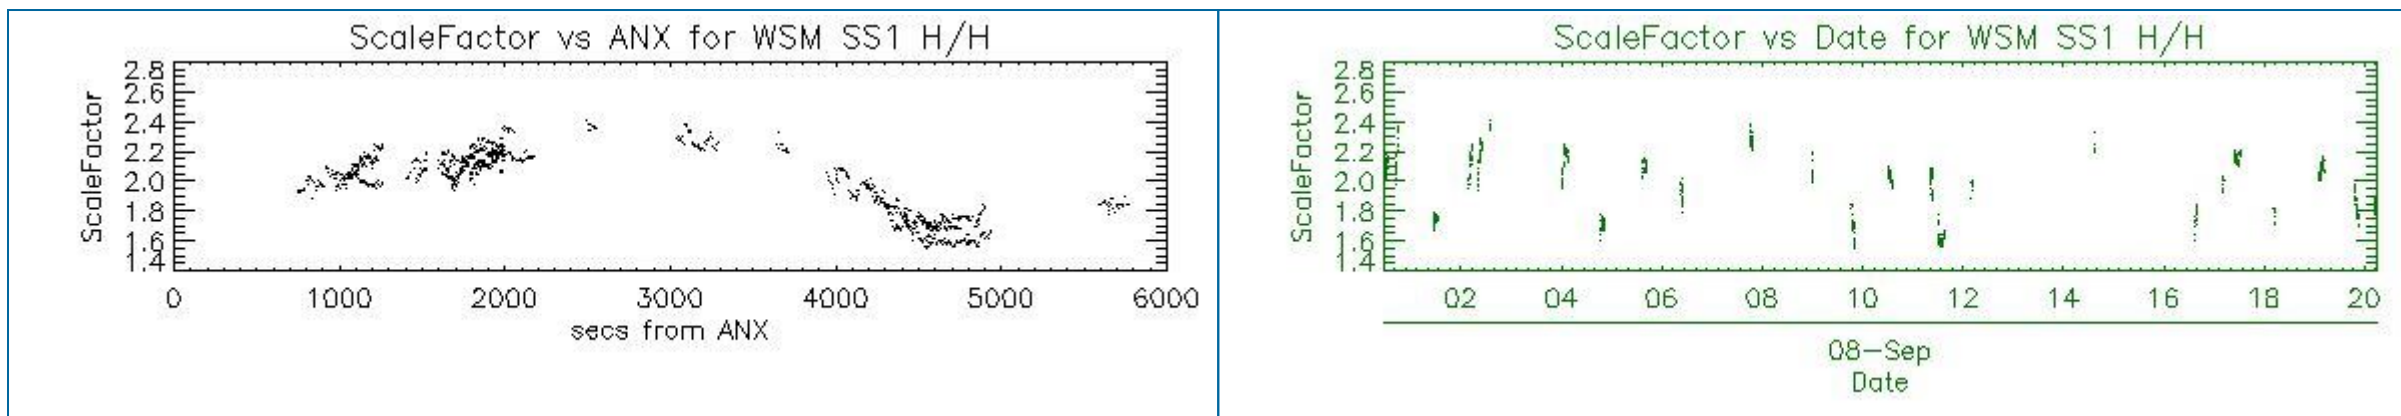 ScaleFactor vs ANX for WSM SS1 H/H
ScaleFactor
2.8
2.6
2.4
2.2
2.0
1.8
1.6
1.4
0 1000 2000 3000 4000 5000 6000
secs from ANX
ScaleFactor vs Date for WSM SS1 H/H
ScaleFactor
2.8
2.6
2.4
2.2
2.0
1.8
1.6
1.4
02 04 06 08 10 12 14 16 18 20
08-Sep
Date